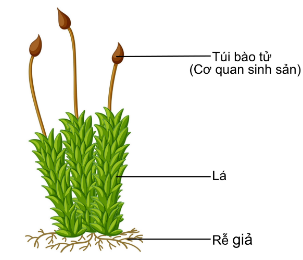 Túi bào tử
(Cơ quan sinh sản)
Lá
Rễ giả